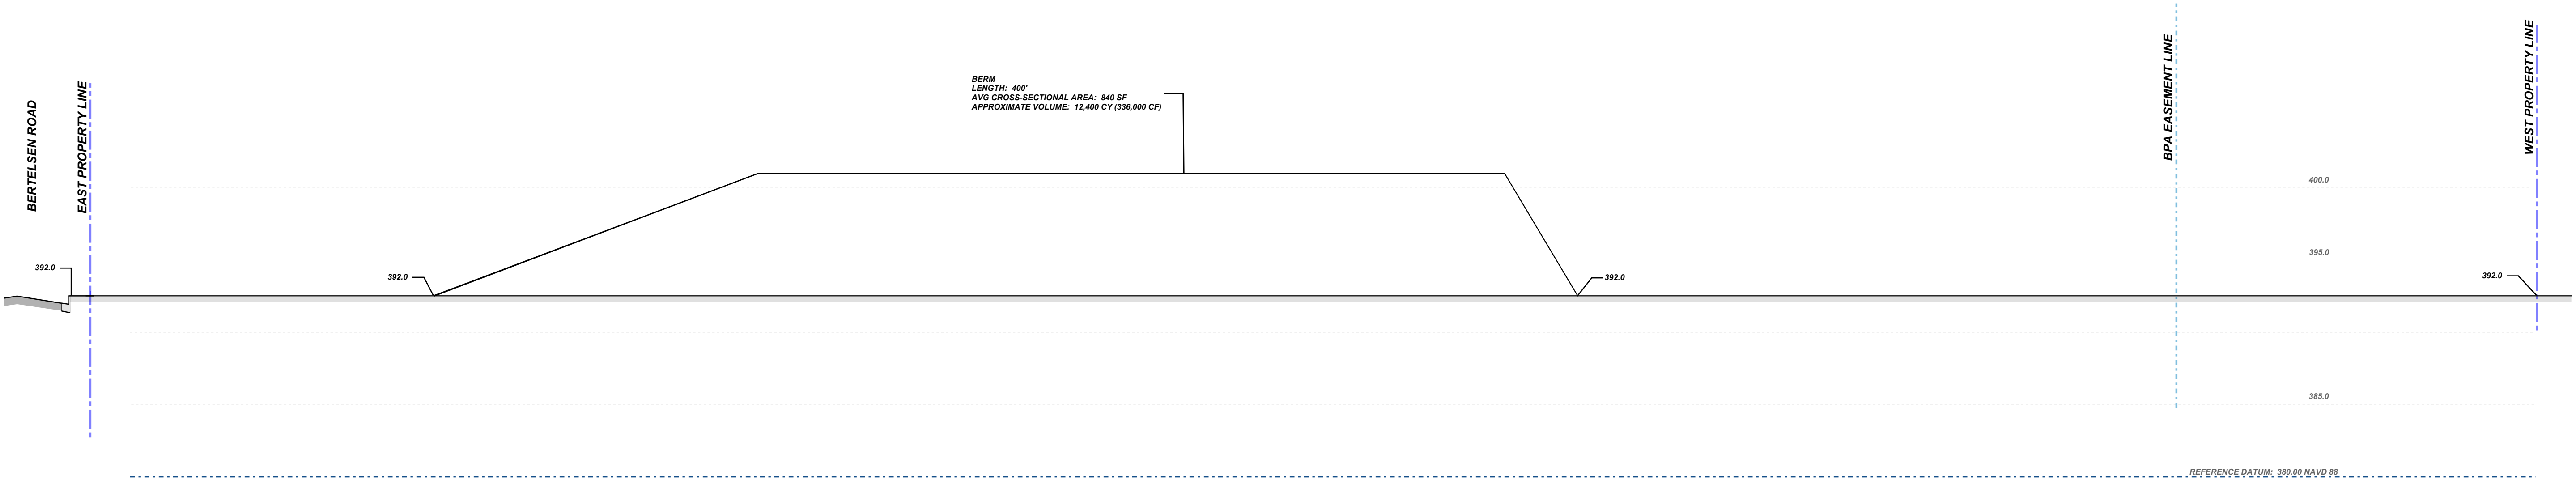 BERTELSEN ROAD
EAST PROPERTY LINE
BERM
LENGTH: 400'
AVG CROSS-SECTIONAL AREA: 840 SF
APPROXIMATE VOLUME: 12,400 CY (336,000 CF)
BPA EASEMENT LINE
WEST PROPERTY LINE
400.0
395.0
392.0
392.0
392.0
392.0
385.0
REFERENCE DATUM: 380.00 NAVD 88